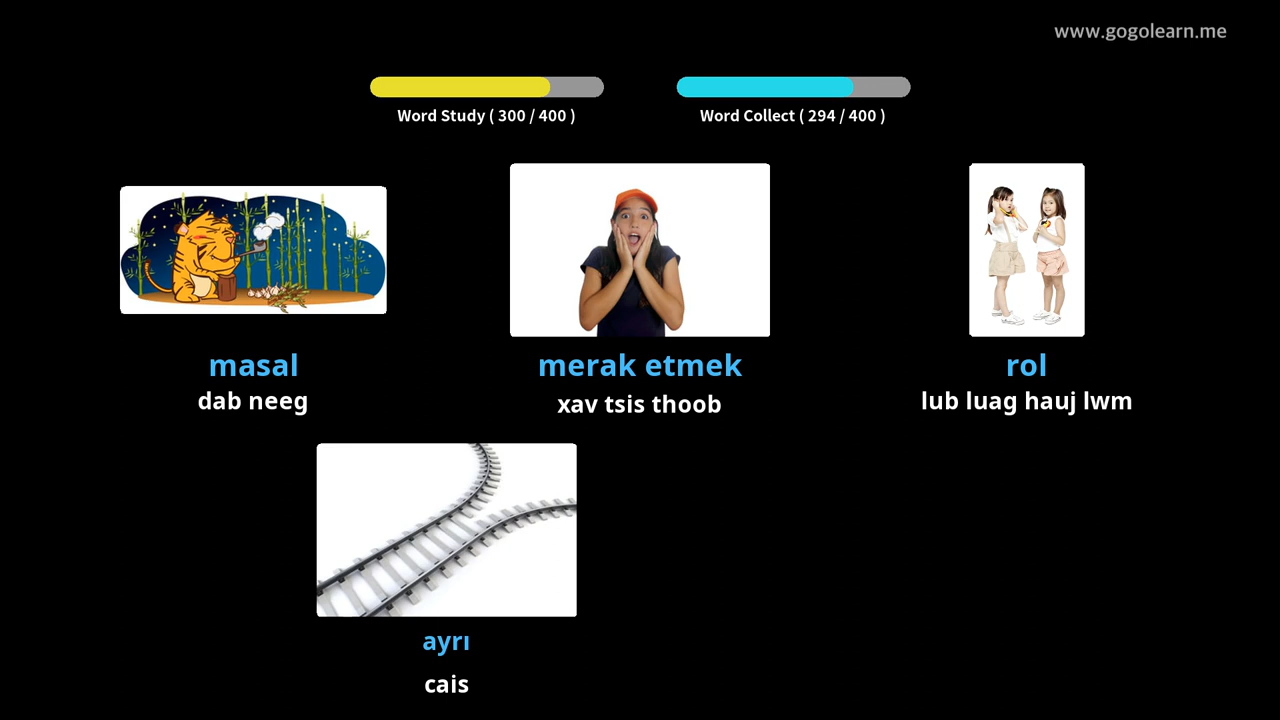 www.gogolearn.me
Word Study ( 300 / 400 )
Word Collect ( 294 / 400 )
masal
dab neeg
merak etmek
xav tsis thoob
rol
lub luag hauj lwm
ayrı
cais